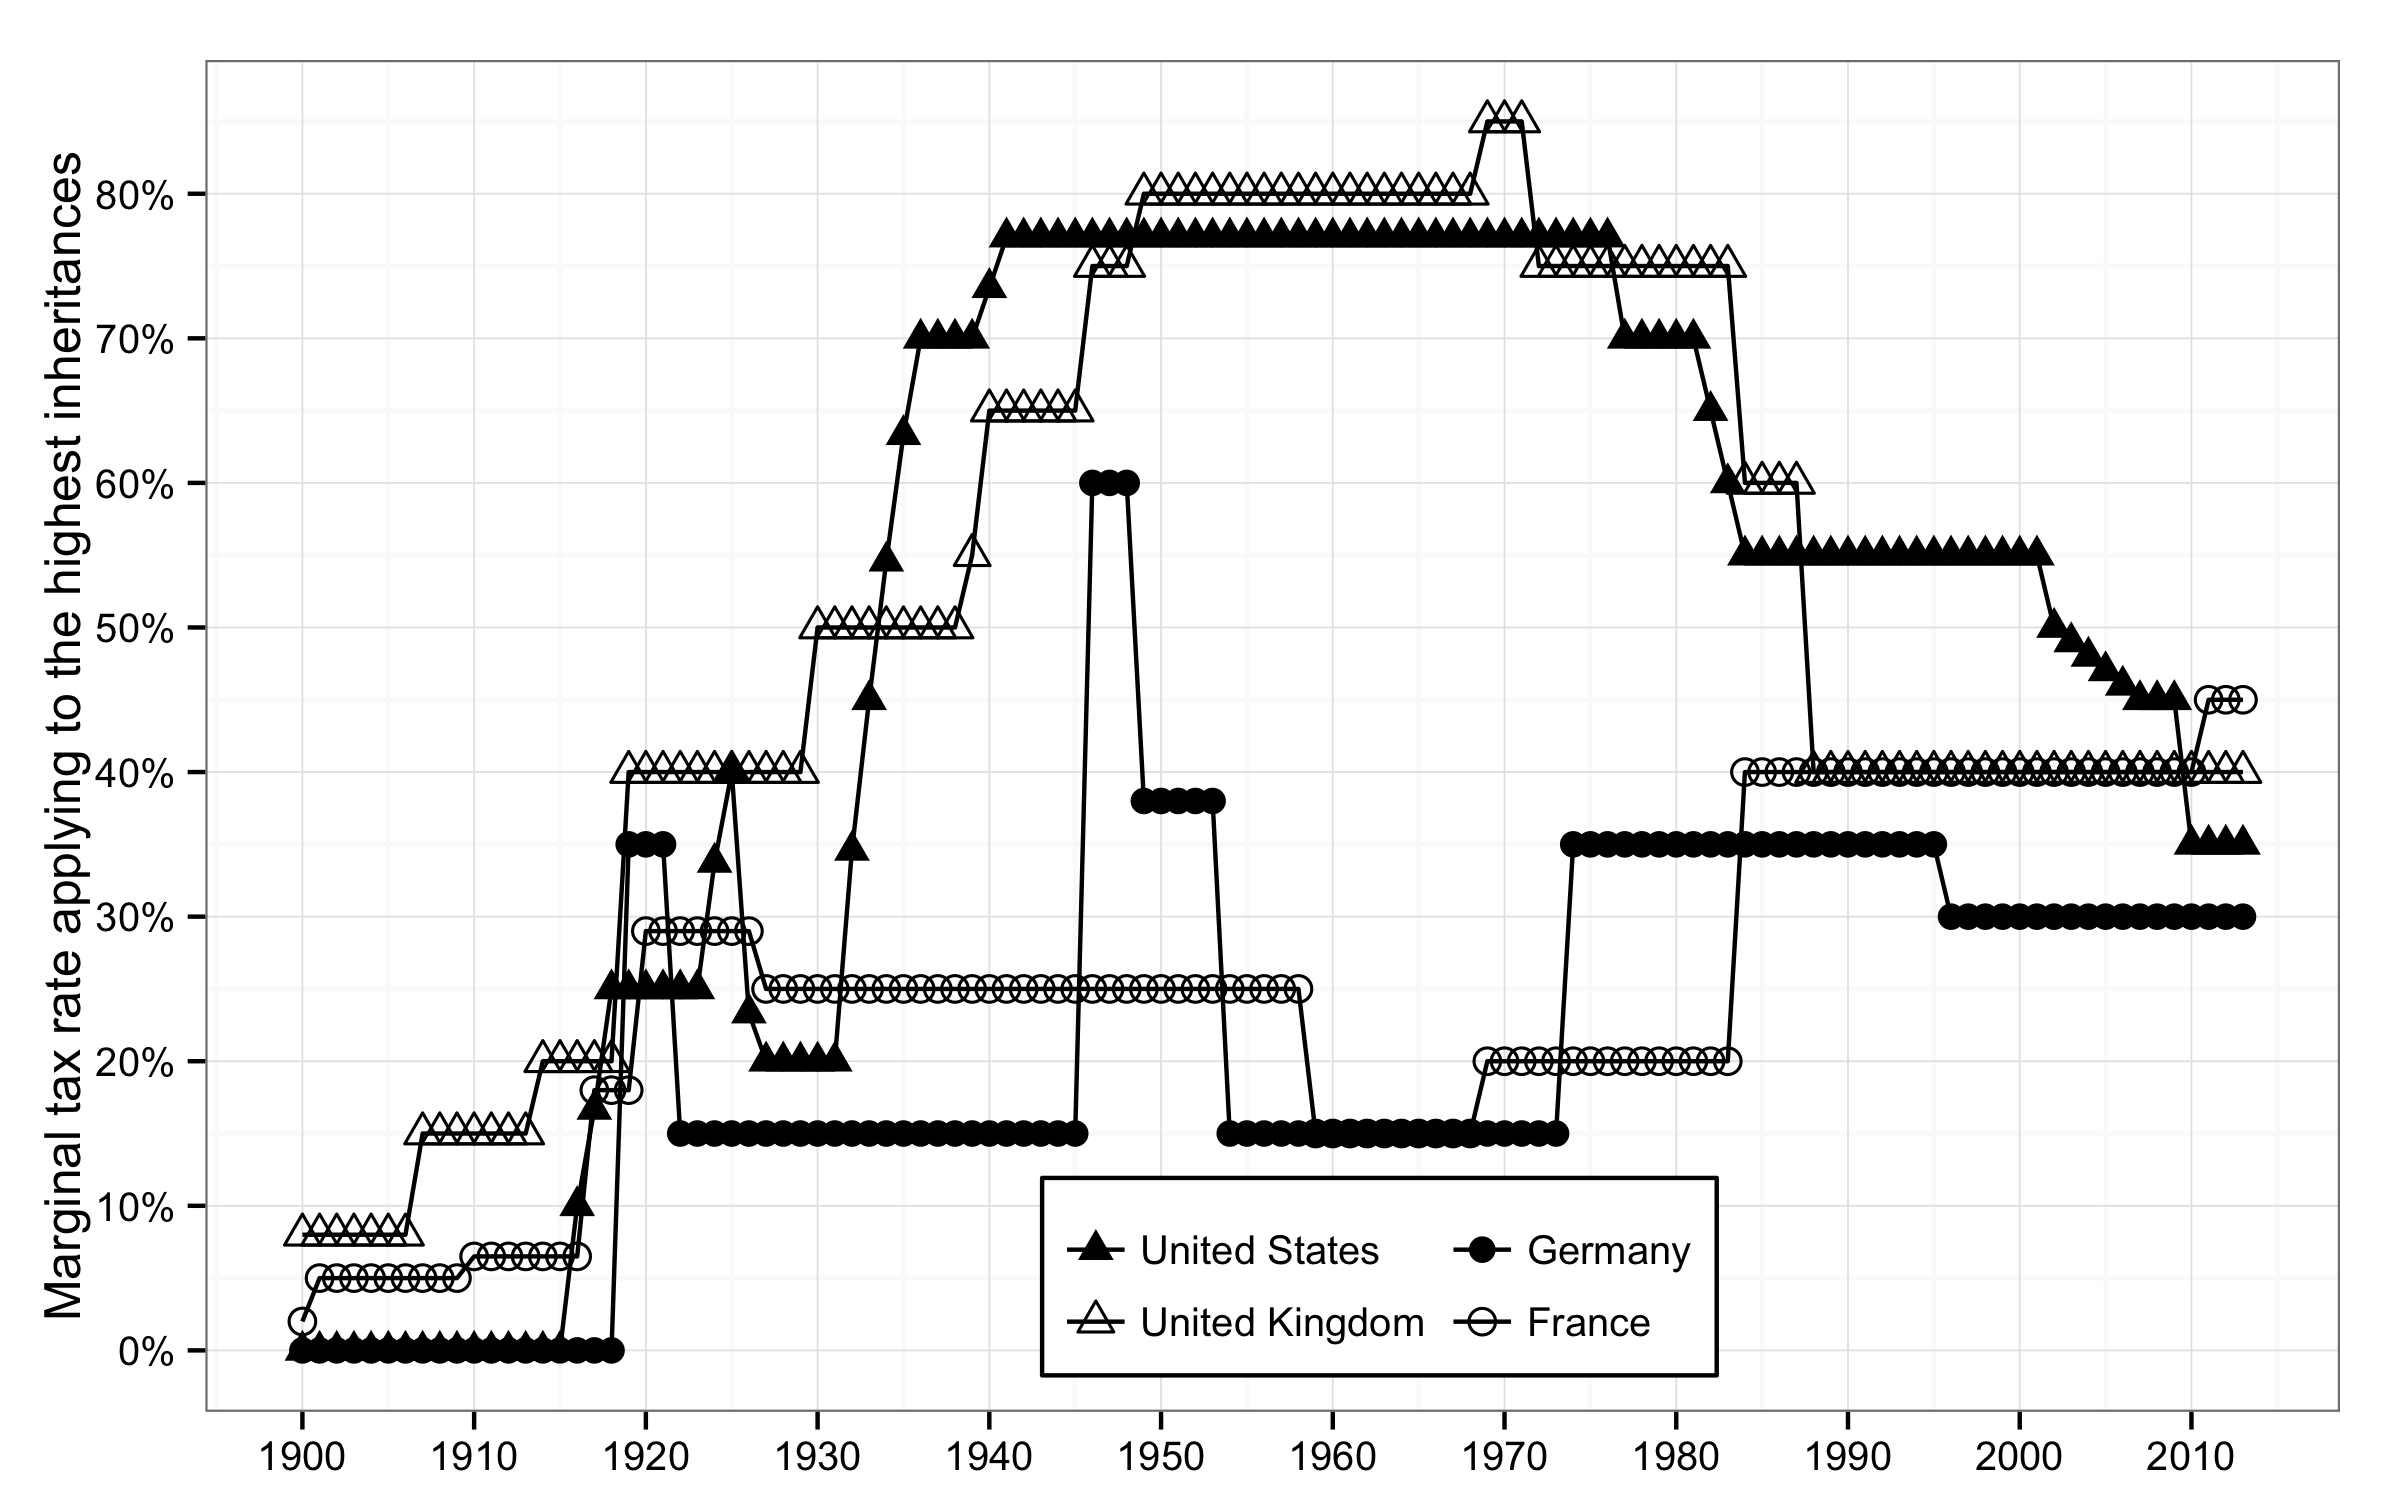 Marginal tax rate applying to the highest inheritances
80%
70%
60%
50%
40%
30%
20%
10%
0%
United States
Germany
United Kingdom
France
1900 1910 1920 1930 1940 1950 1960 1970 1980 1990 2000 2010